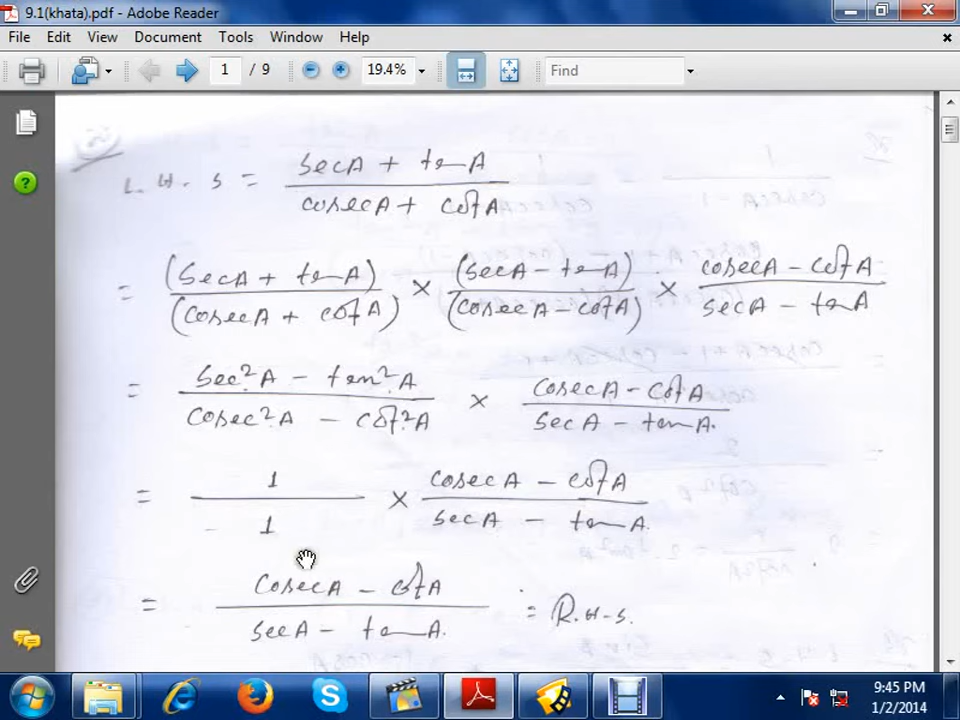 9.1(khata).pdf - Adobe Reader
File Edit View Document Tools Window Help
1 / 9 19.4% Find
L.H.S = (secA + tanA) / (cosecA + cotA)
= (secA + tanA) / (cosecA + cotA) × (secA - tanA) / (cosecA - cotA) × (cosecA - cotA) / (secA - tanA)
= (sec²A - tan²A) / (cosec²A - cot²A) × (cosecA - cotA) / (secA - tanA)
= 1 / 1 × (cosecA - cotA) / (secA - tanA)
= (cosecA - cotA) / (secA - tanA) = R.H.S.
9:45 PM
1/2/2014